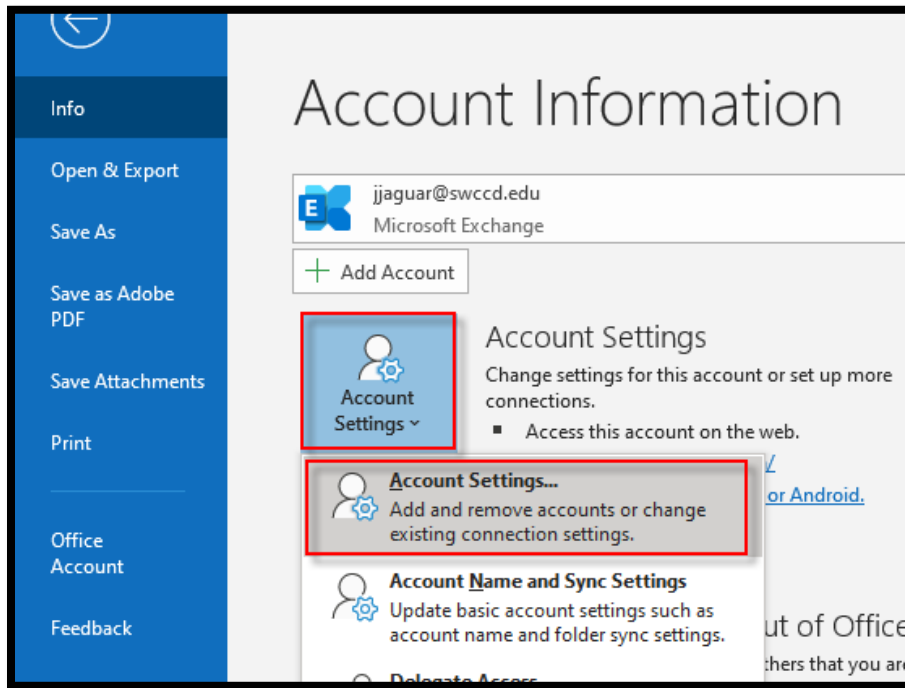 Info
Open & Export
Save As
Save as Adobe
PDF
Save Attachments
Print
Office
Account
Feedback
Account Information
E
jjaguar@swccd.edu
Microsoft Exchange
Add Account
Account
Settings
Account Settings
Change settings for this account or set up more
connections.
▪ Access this account on the web.
/
or Android.
Account Settings...
Add and remove accounts or change
existing connection settings.
Account Name and Sync Settings
Update basic account settings such as
account name and folder sync settings.
Delegate Access
ut of Office
thers that you are